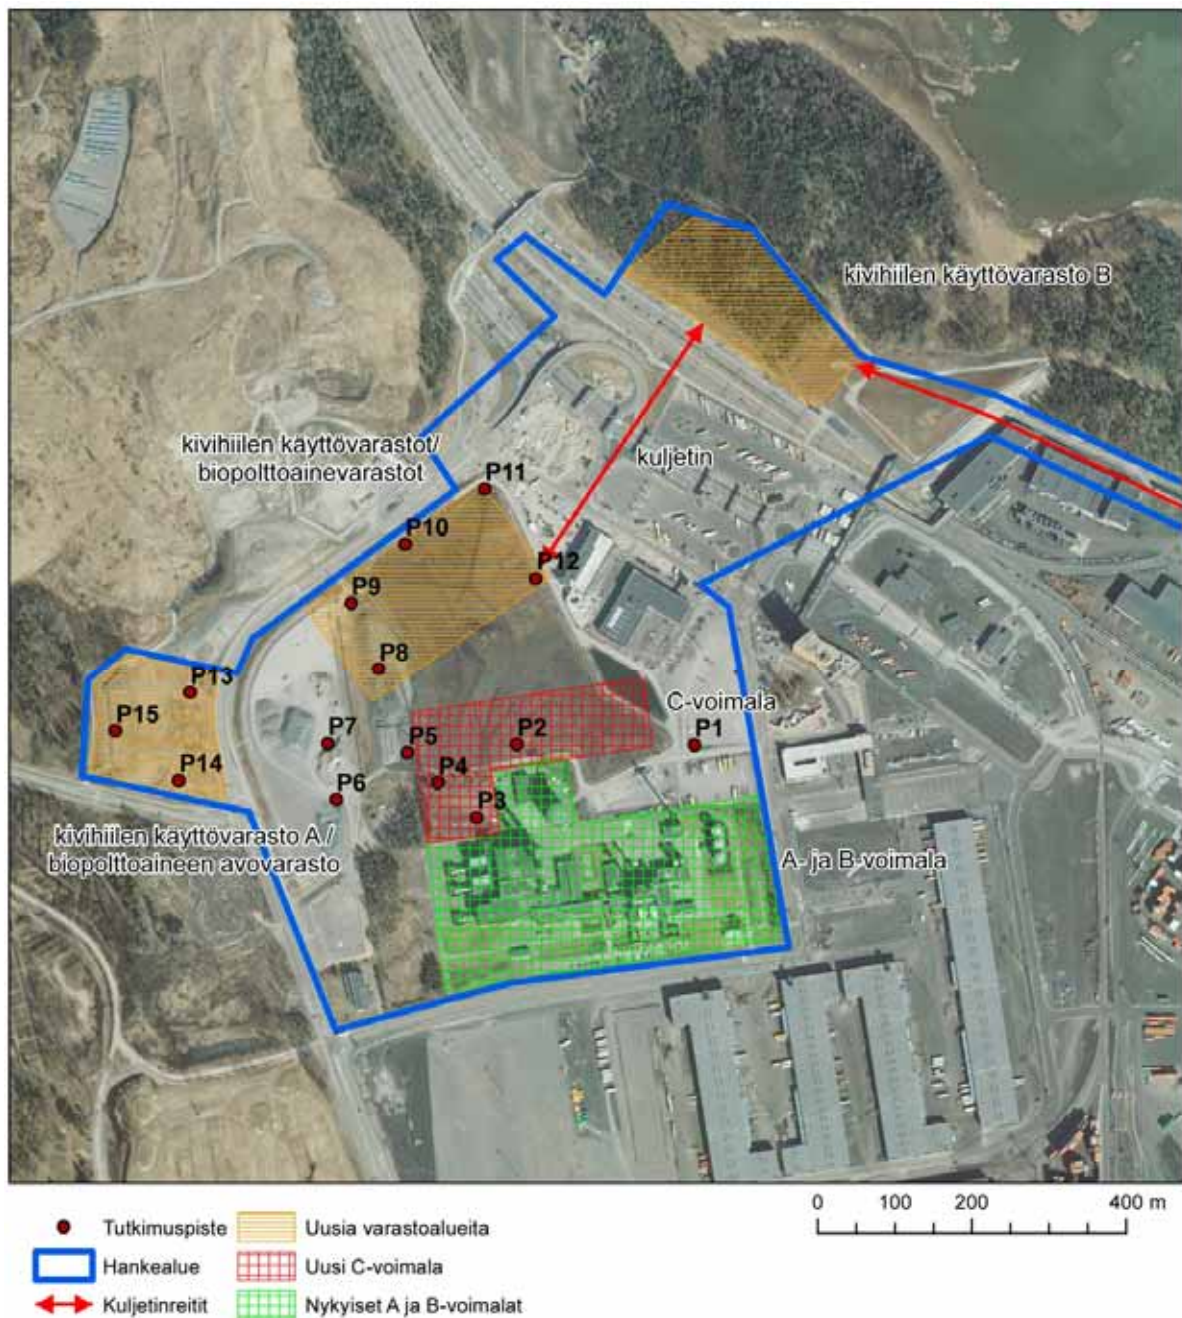 kivihiilen käyttövarasto B
kivihiilen käyttövarastot/
biopolttoainevarastot
kuljetin
P11
P10
P12
P9
P8
P13
P15
P14
P7
P6
P5
P2
P4
P3
C-voimala
P1
kivihiilen käyttövarasto A /
biopolttoaineen avovarasto
A- ja B-voimala
Tutkimuspiste
Hankealue
Kuljetinreitit
Uusia varastoalueita
Uusi C-voimala
Nykyiset A ja B-voimalat
0 100 200 400 m